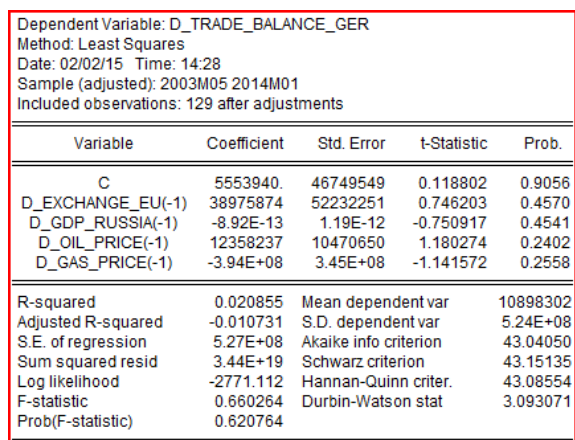 Dependent Variable: D_TRADE_BALANCE_GER
Method: Least Squares
Date: 02/02/15 Time: 14:28
Sample (adjusted): 2003M05 2014M01
Included observations: 129 after adjustments
Variable Coefficient Std. Error t-Statistic Prob.
C 5553940. 46749549 0.118802 0.9056
D_EXCHANGE_EU(-1) 38975874 52232251 0.746203 0.4570
D_GDP_RUSSIA(-1) -8.92E-13 1.19E-12 -0.750917 0.4541
D_OIL_PRICE(-1) 12358237 10470650 1.180274 0.2402
D_GAS_PRICE(-1) -3.94E+08 3.45E+08 -1.141572 0.2558
R-squared 0.020855 Mean dependent var 10898302
Adjusted R-squared -0.010731 S.D. dependent var 5.24E+08
S.E. of regression 5.27E+08 Akaike info criterion 43.04050
Sum squared resid 3.44E+19 Schwarz criterion 43.15135
Log likelihood -2771.112 Hannan-Quinn criter. 43.08554
F-statistic 0.660264 Durbin-Watson stat 3.093071
Prob(F-statistic) 0.620764